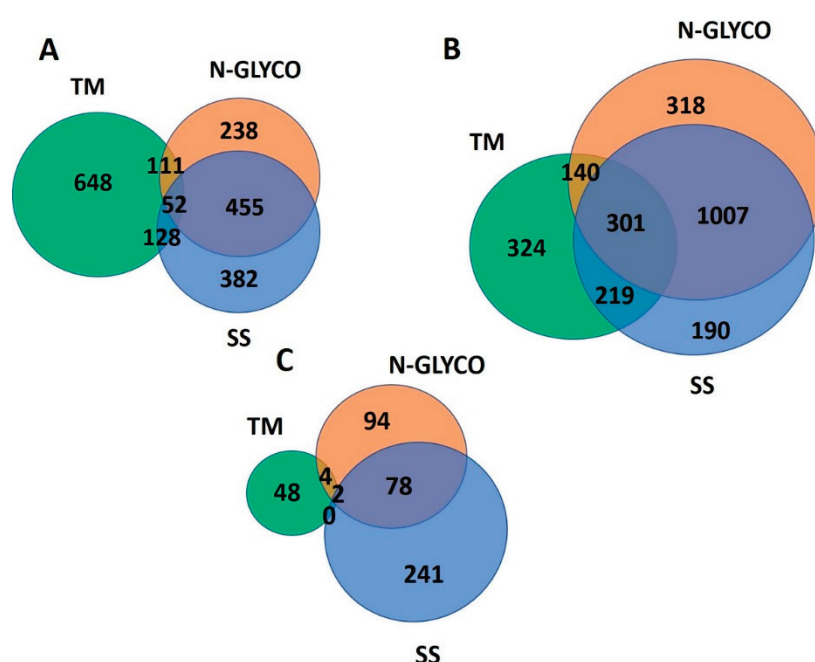 A
TM
N-GLYCO
238
111
648
52
455
128
382
SS
B
N-GLYCO
318
TM
140
301
1007
324
219
190
SS
C
N-GLYCO
TM
94
4
48
2
78
0
241
SS